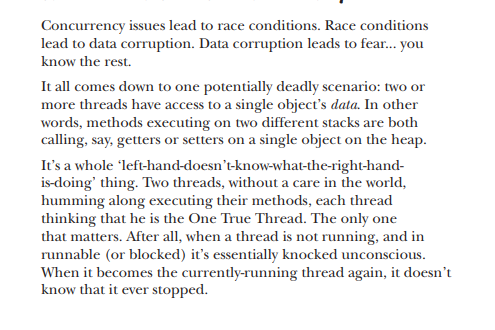 Concurrency issues lead to race conditions. Race conditions
lead to data corruption. Data corruption leads to fear... you
know the rest.
It all comes down to one potentially deadly scenario: two or
more threads have access to a single object's data. In other
words, methods executing on two different stacks are both
calling, say, getters or setters on a single object on the heap.
It's a whole 'left-hand-doesn't-know-what-the-right-hand-
is-doing' thing. Two threads, without a care in the world,
humming along executing their methods, each thread
thinking that he is the One True Thread. The only one
that matters. After all, when a thread is not running, and in
runnable (or blocked) it's essentially knocked unconscious.
When it becomes the currently-running thread again, it doesn't
know that it ever stopped.